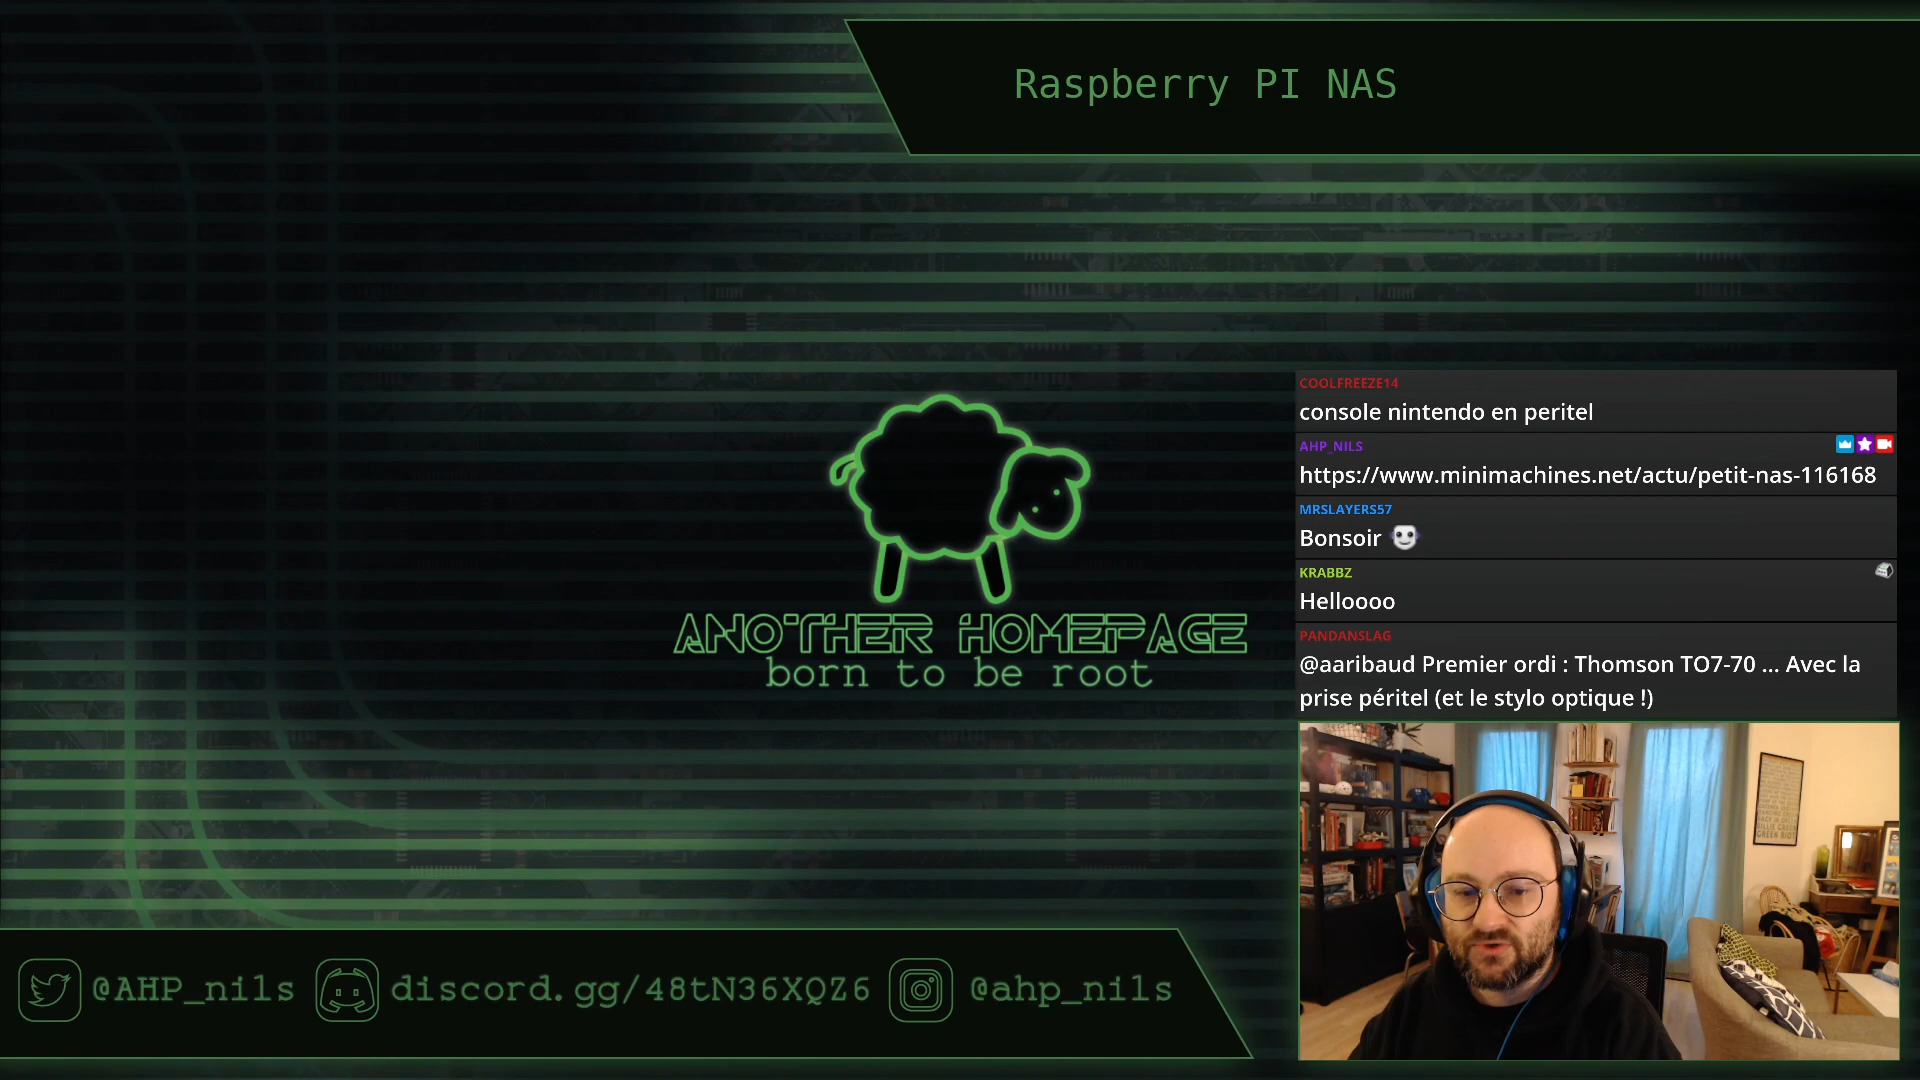 Raspberry PI NAS
COOLFREEZE14
console nintendo en peritel
AHP_NILS
https://www.minimachines.net/actu/petit-nas-116168
MRSLAYERS57
Bonsoir
KRABBZ
Helloooo
PANDANSLAG
@aaribaud Premier ordi : Thomson TO7-70 ... Avec la
prise péritel (et le stylo optique !)
ANOTHER HOMEPAGE
born to be root
@AHP_nils
discord.gg/48tN36XQZ6
@ahp_nils